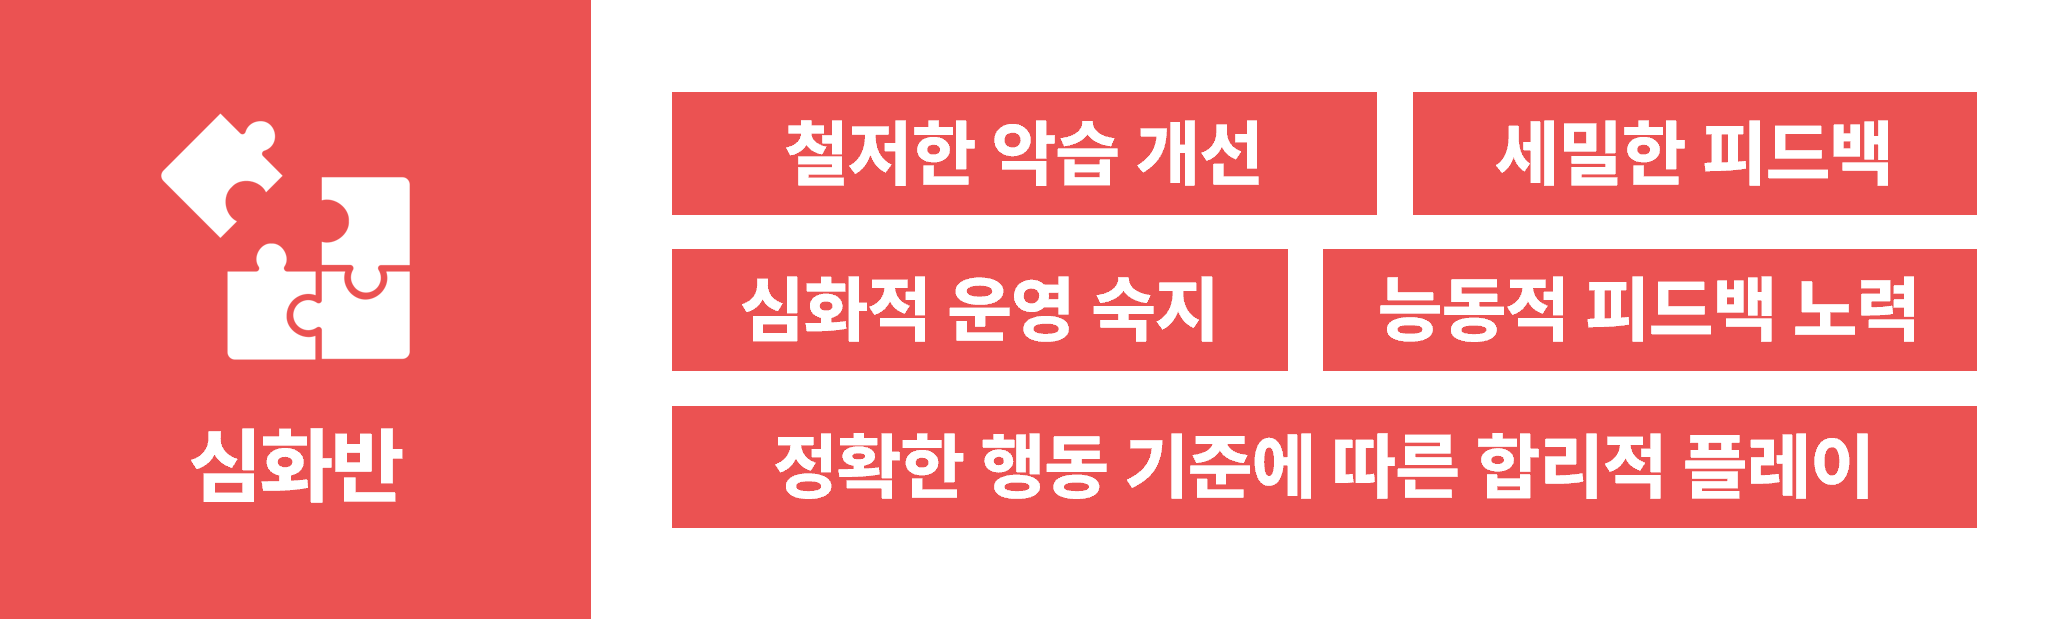 심화반
철저한 악습 개선
세밀한 피드백
심화적 운영 숙지
능동적 피드백 노력
정확한 행동 기준에 따른 합리적 플레이